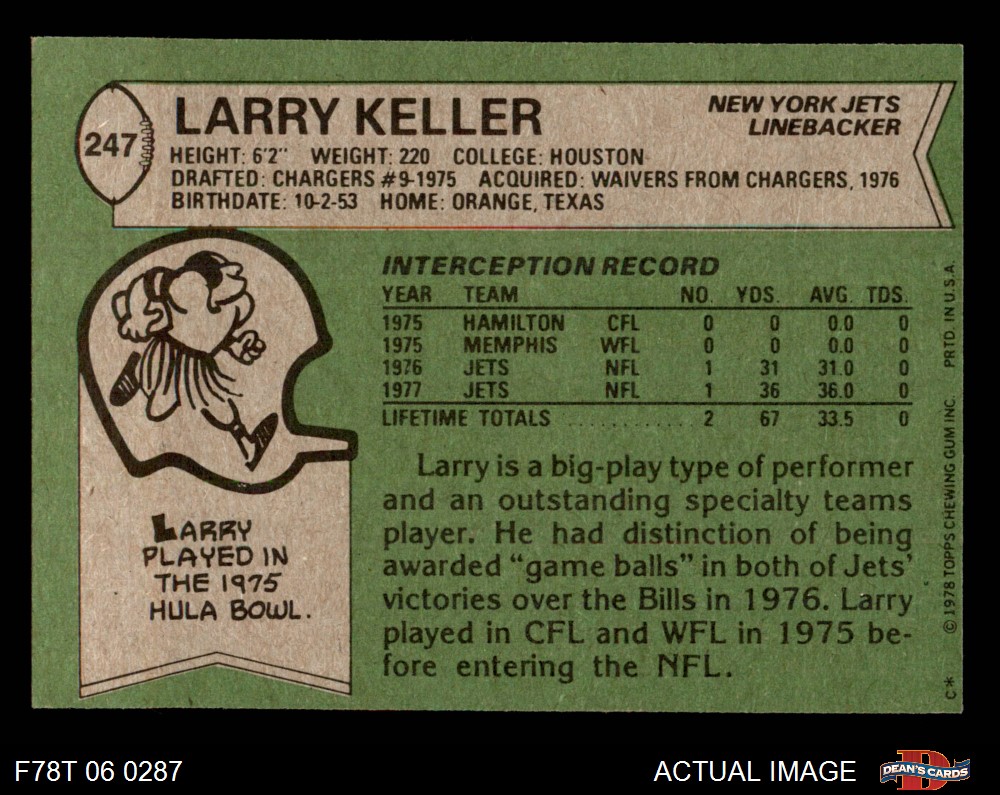 247
LARRY KELLER
NEW YORK JETS
LINEBACKER
HEIGHT: 6'2" WEIGHT: 220 COLLEGE: HOUSTON
DRAFTED: CHARGERS #9-1975 ACQUIRED: WAIVERS FROM CHARGERS, 1976
BIRTHDATE: 10-2-53 HOME: ORANGE, TEXAS
INTERCEPTION RECORD
YEAR TEAM NO. YDS. AVG. TDS.
1975 HAMILTON CFL 0 0 0.0 0
1975 MEMPHIS WFL 0 0 0.0 0
1976 JETS NFL 1 31 31.0 0
1977 JETS NFL 1 36 36.0 0
LIFETIME TOTALS . . . . . . . . . . . . 2 67 33.5 0
Larry is a big-play type of performer
and an outstanding specialty teams
player. He had distinction of being
awarded "game balls" in both of Jets'
victories over the Bills in 1976. Larry
played in CFL and WFL in 1975 be-
fore entering the NFL.
LARRY
PLAYED IN
THE 1975
HULA BOWL.
C* ©1978 TOPPS CHEWING GUM INC. PRTD. IN U.S.A.
F78T 06 0287
ACTUAL IMAGE
D
DEAN'S CARDS